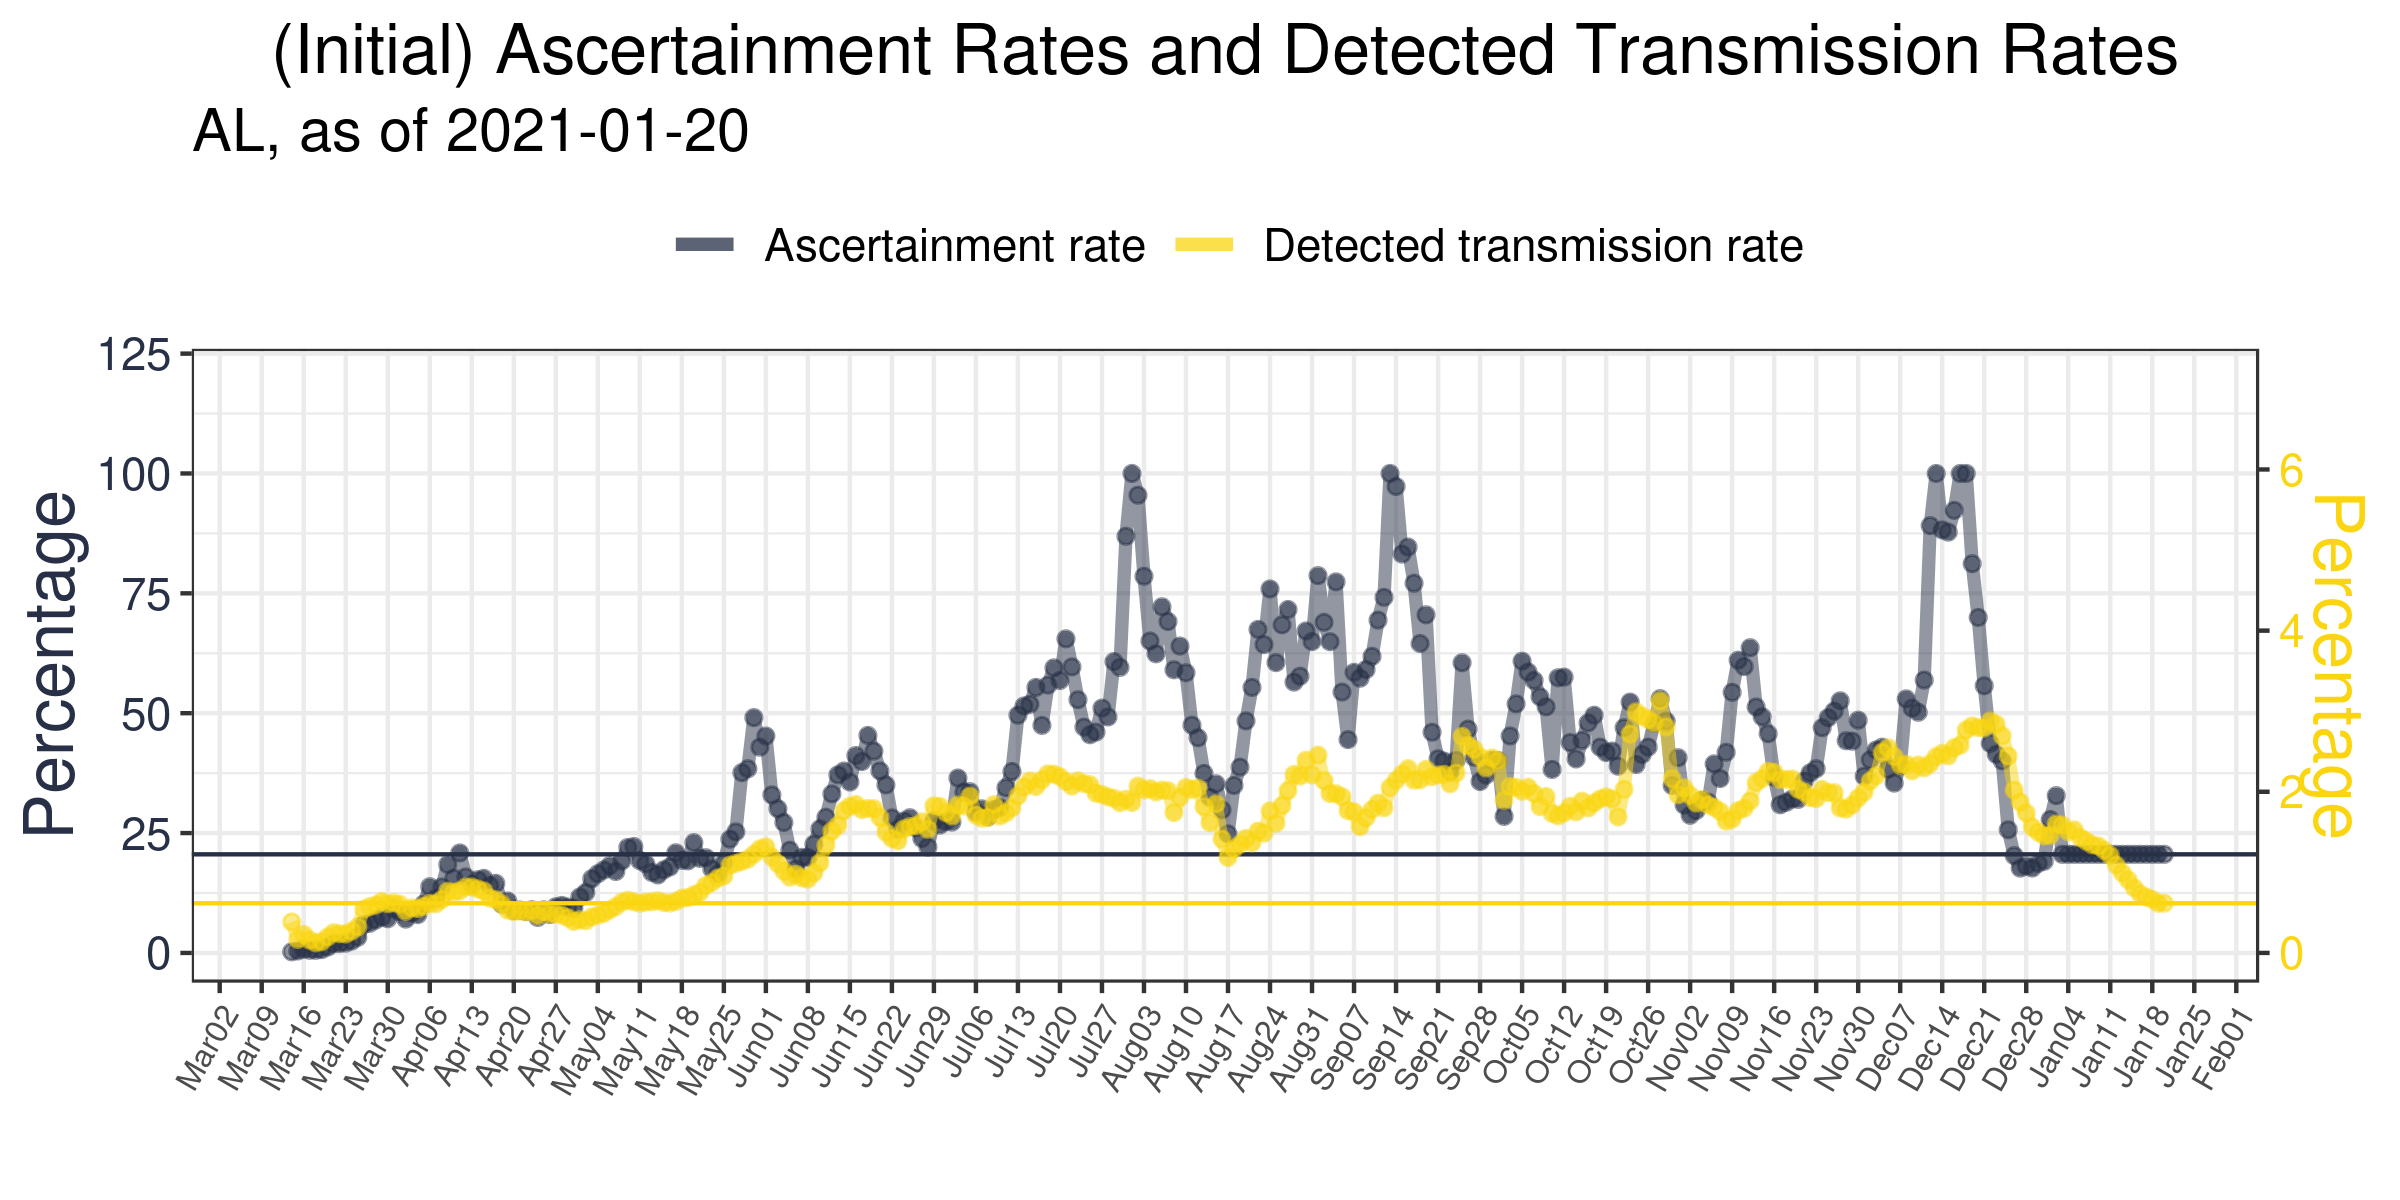 (Initial) Ascertainment Rates and Detected Transmission Rates
AL, as of 2021-01-20
Ascertainment rate Detected transmission rate
125
100
75
50
25
0
Percentage
6
4
2
0
Percentage
Mar02 Mar09 Mar16 Mar23 Mar30 Apr06 Apr13 Apr20 Apr27 May04 May11 May18 May25 Jun01 Jun08 Jun15 Jun22 Jun29 Jul06 Jul13 Jul20 Jul27 Aug03 Aug10 Aug17 Aug24 Aug31 Sep07 Sep14 Sep21 Sep28 Oct05 Oct12 Oct19 Oct26 Nov02 Nov09 Nov16 Nov23 Nov30 Dec07 Dec14 Dec21 Dec28 Jan04 Jan11 Jan18 Jan25 Feb01